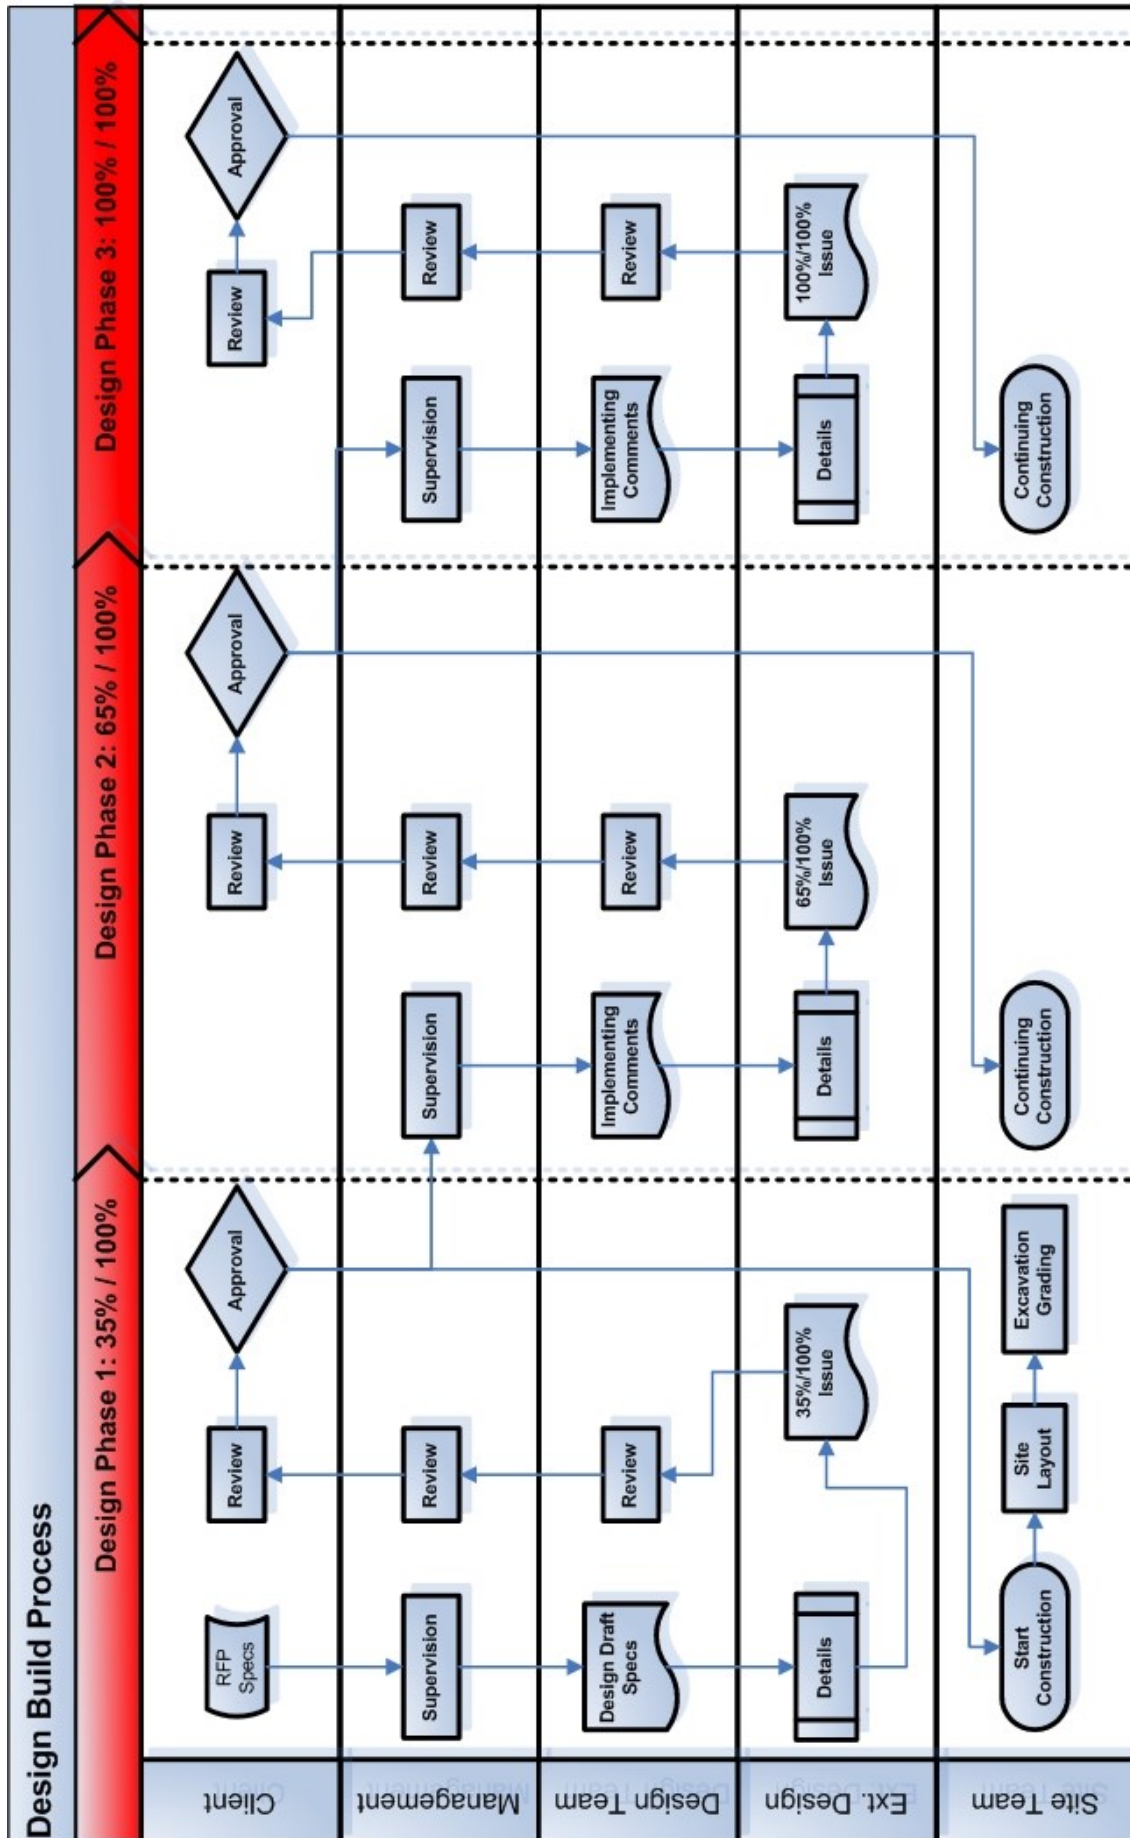 Design Build Process
Design Phase 1: 35% / 100%
Design Phase 2: 65% / 100%
Design Phase 3: 100% / 100%
Client
RFP
Specs
Review
Approval
Review
Approval
Review
Approval
Management
Supervision
Review
Supervision
Review
Supervision
Review
Design Team
Design Draft
Specs
Review
Implementing
Comments
Review
Implementing
Comments
Review
Ext. Design
Details
35%/100%
Issue
Details
65%/100%
Issue
Details
100%/100%
Issue
Site Team
Start
Construction
Site
Layout
Excavation
Grading
Continuing
Construction
Continuing
Construction